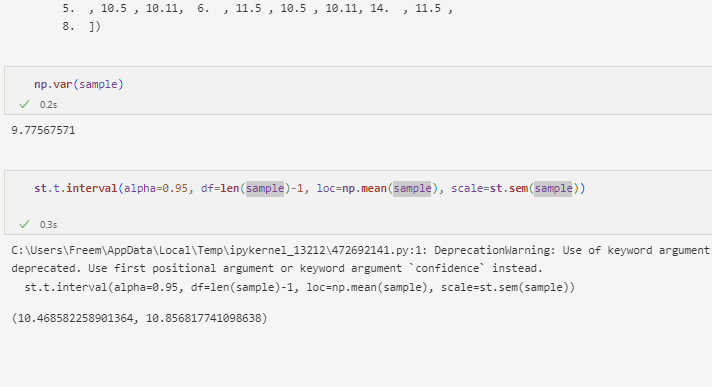 5. , 10.5 , 10.11, 6. , 11.5 , 10.5 , 10.11, 14. , 11.5 ,
8. ])
np.var(sample)
0.2s
9.77567571
st.t.interval(alpha=0.95, df=len(sample)-1, loc=np.mean(sample), scale=st.sem(sample))
0.3s
C:\Users\Freem\AppData\Local\Temp\ipykernel_13212\472692141.py:1: DeprecationWarning: Use of keyword argument
deprecated. Use first positional argument or keyword argument `confidence` instead.
st.t.interval(alpha=0.95, df=len(sample)-1, loc=np.mean(sample), scale=st.sem(sample))
(10.468582258901364, 10.856817741098638)